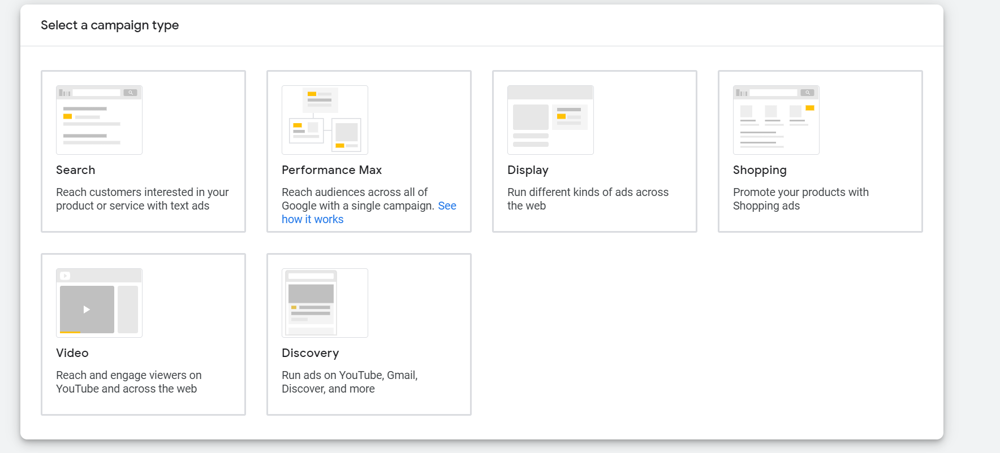 Select a campaign type
Search
Reach customers interested in your
product or service with text ads
Performance Max
Reach audiences across all of
Google with a single campaign. See
how it works
Display
Run different kinds of ads across
the web
Shopping
Promote your products with
Shopping ads
Video
Reach and engage viewers on
YouTube and across the web
Discovery
Run ads on YouTube, Gmail,
Discover, and more